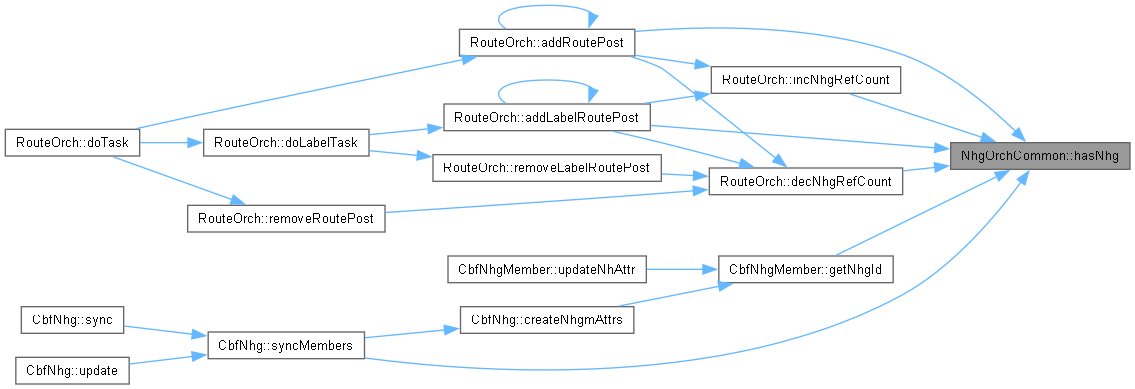 RouteOrch::addRoutePost
RouteOrch::incNhgRefCount
RouteOrch::addLabelRoutePost
RouteOrch::doTask
RouteOrch::doLabelTask
NhgOrchCommon::hasNhg
RouteOrch::removeLabelRoutePost
RouteOrch::decNhgRefCount
RouteOrch::removeRoutePost
CbfNhgMember::updateNhAttr
CbfNhgMember::getNhgId
CbfNhg::sync
CbfNhg::createNhgmAttrs
CbfNhg::syncMembers
CbfNhg::update